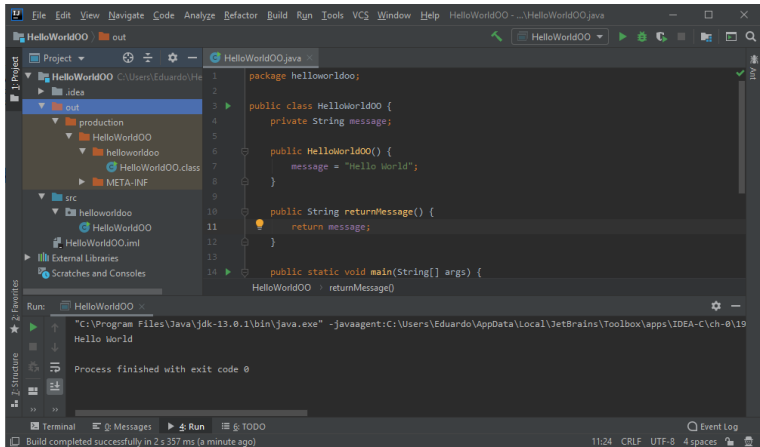 File Edit View Navigate Code Analyze Refactor Build Run Tools VCS Window Help HelloWorldOO - ...\HelloWorldOO.java
HelloWorldOO out HelloWorldOO
1: Project
Project
HelloWorldOO.java
Ant
HelloWorldOO C:\Users\Eduardo\He
.idea
out
production
HelloWorldOO
helloworldoo
HelloWorldOO.class
META-INF
src
helloworldoo
HelloWorldOO
HelloWorldOO.iml
External Libraries
Scratches and Consoles
1 package helloworldoo;
2
3 public class HelloWorldOO {
4 private String message;
5
6 public HelloWorldOO() {
7 message = "Hello World";
8 }
9
10 public String returnMessage() {
11 return message;
12 }
13
14 public static void main(String[] args) {
HelloWorldOO returnMessage()
2: Favorites
7: Structure
Run: HelloWorldOO
"C:\Program Files\Java\jdk-13.0.1\bin\java.exe" -javaagent:C:\Users\Eduardo\AppData\Local\JetBrains\Toolbox\apps\IDEA-C\ch-0\19
Hello World
Process finished with exit code 0
Terminal 0: Messages 4: Run 6: TODO Event Log
Build completed successfully in 2 s 357 ms (a minute ago) 11:24 CRLF UTF-8 4 spaces